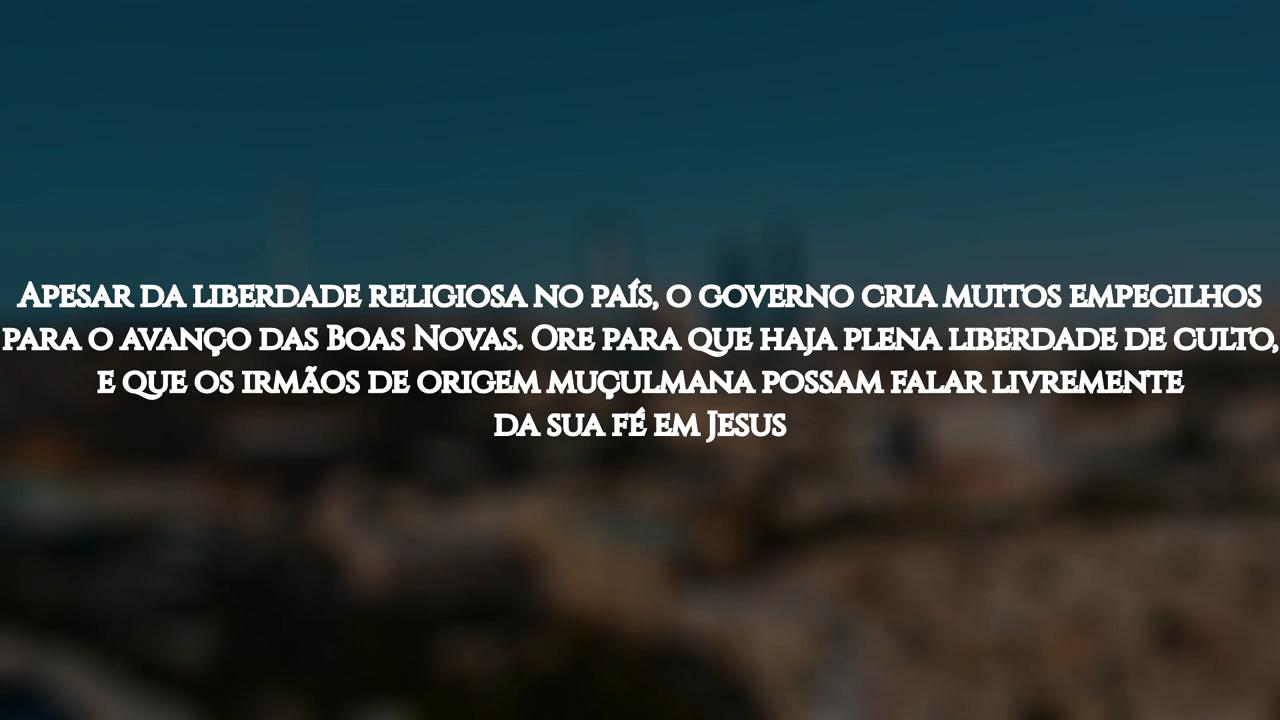 Apesar da liberdade religiosa no país, o governo cria muitos empecilhos
para o avanço das Boas Novas. Ore para que haja plena liberdade de culto,
e que os irmãos de origem muçulmana possam falar livremente
da sua fé em Jesus